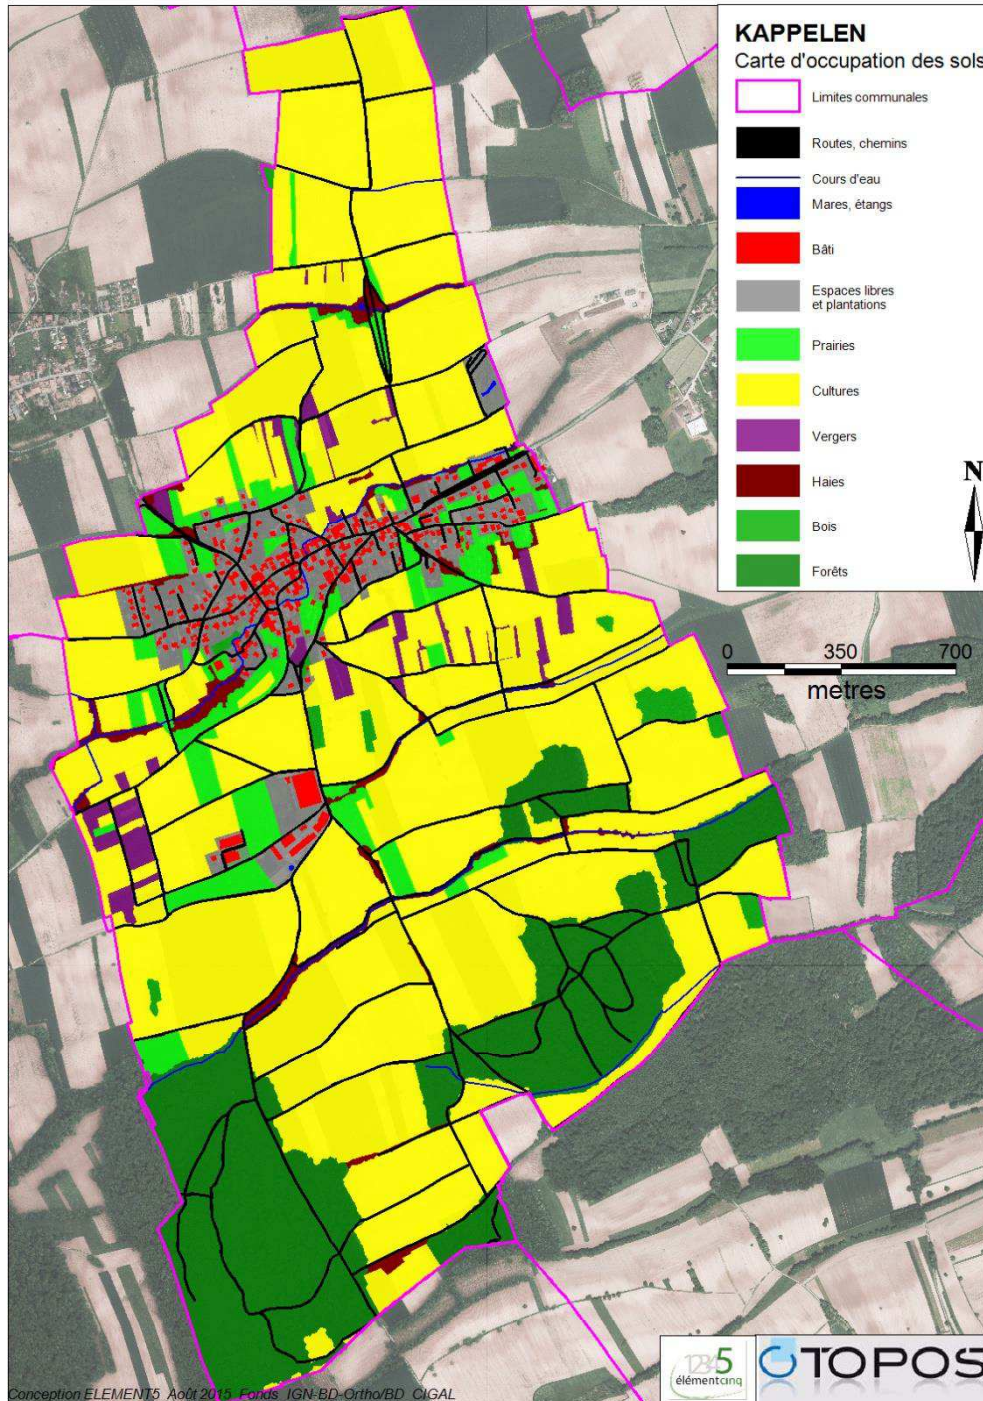 KAPPELEN
Carte d'occupation des sols
Limites communales
Routes, chemins
Cours d'eau
Mares, étangs
Bâti
Espaces libres
et plantations
Prairies
Cultures
Vergers
Haies
Bois
Forêts
N
0 350 700
metres
12345
élémentcinq
TOPOS
Conception ELEMENT5 Août 2015 Fonds IGN-BD-Ortho/BD CIGAL